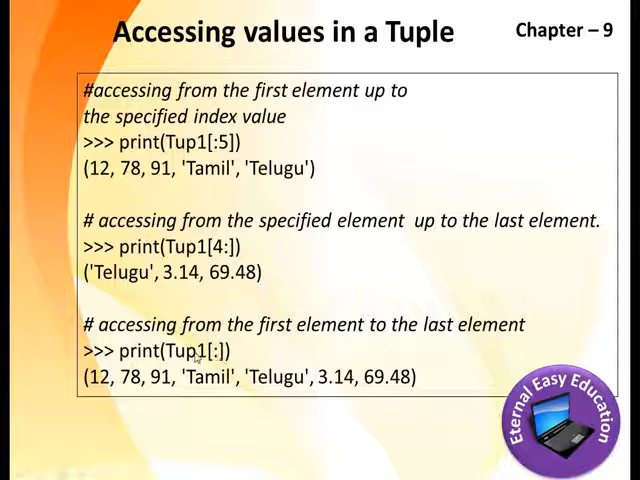 Accessing values in a Tuple
Chapter – 9
#accessing from the first element up to
the specified index value
>>> print(Tup1[:5])
(12, 78, 91, 'Tamil', 'Telugu')
# accessing from the specified element up to the last element.
>>> print(Tup1[4:])
('Telugu', 3.14, 69.48)
# accessing from the first element to the last element
>>> print(Tup1[:])
(12, 78, 91, 'Tamil', 'Telugu', 3.14, 69.48)
Eternal Easy Education